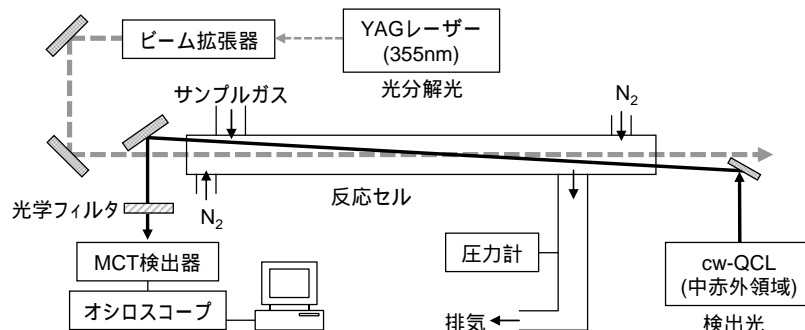 ビーム拡張器
YAGレーザー
(355nm)
光分解光
サンプルガス
N2
N2
反応セル
光学フィルタ
MCT検出器
オシロスコープ
圧力計
排気
cw-QCL
(中赤外領域)
検出光